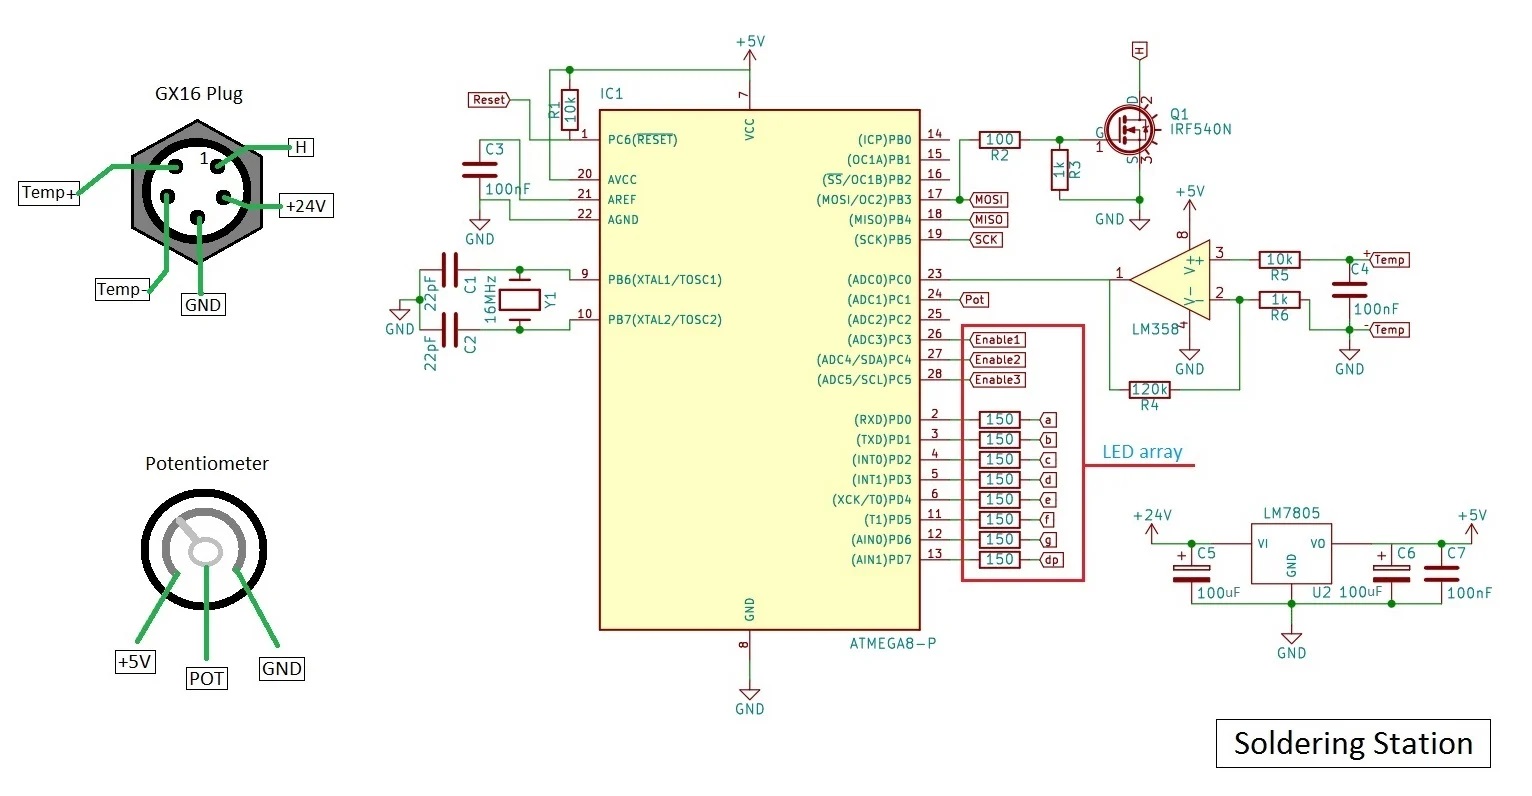 GX16 Plug
1
H
Temp+
+24V
Temp-
GND
Potentiometer
+5V
POT
GND
+5V
IC1
Reset
R1
10k
7
VCC
1
PC6(RESET)
C3
100nF
20
AVCC
21
AREF
22
AGND
GND
9
PB6(XTAL1/TOSC1)
10
PB7(XTAL2/TOSC2)
22pF
C1
16MHz
Y1
GND
22pF
C2
(ICP)PB0
14
(OC1A)PB1
15
(SS/OC1B)PB2
16
(MOSI/OC2)PB3
17
MOSI
(MISO)PB4
18
MISO
(SCK)PB5
19
SCK
(ADC0)PC0
23
(ADC1)PC1
24
Pot
(ADC2)PC2
25
(ADC3)PC3
26
Enable1
(ADC4/SDA)PC4
27
Enable2
(ADC5/SCL)PC5
28
Enable3
(RXD)PD0
2
150
a
(TXD)PD1
3
150
b
(INT0)PD2
4
150
c
(INT1)PD3
5
150
d
(XCK/T0)PD4
6
150
e
(T1)PD5
11
150
f
(AIN0)PD6
12
150
g
(AIN1)PD7
13
150
dp
GND
8
ATMEGA8-P
GND
LED array
H
D
2
Q1
IRF540N
G
1
S
3
100
R2
1k
R3
GND
+5V
8
V+
+
3
10k
R5
+
Temp
C4
100nF
1
V-
-
2
1k
R6
-
Temp
LM358
4
GND
GND
120k
R4
+24V
LM7805
+5V
VI
VO
GND
+
C5
100uF
U2
+
C6
100uF
C7
100nF
GND
Soldering Station